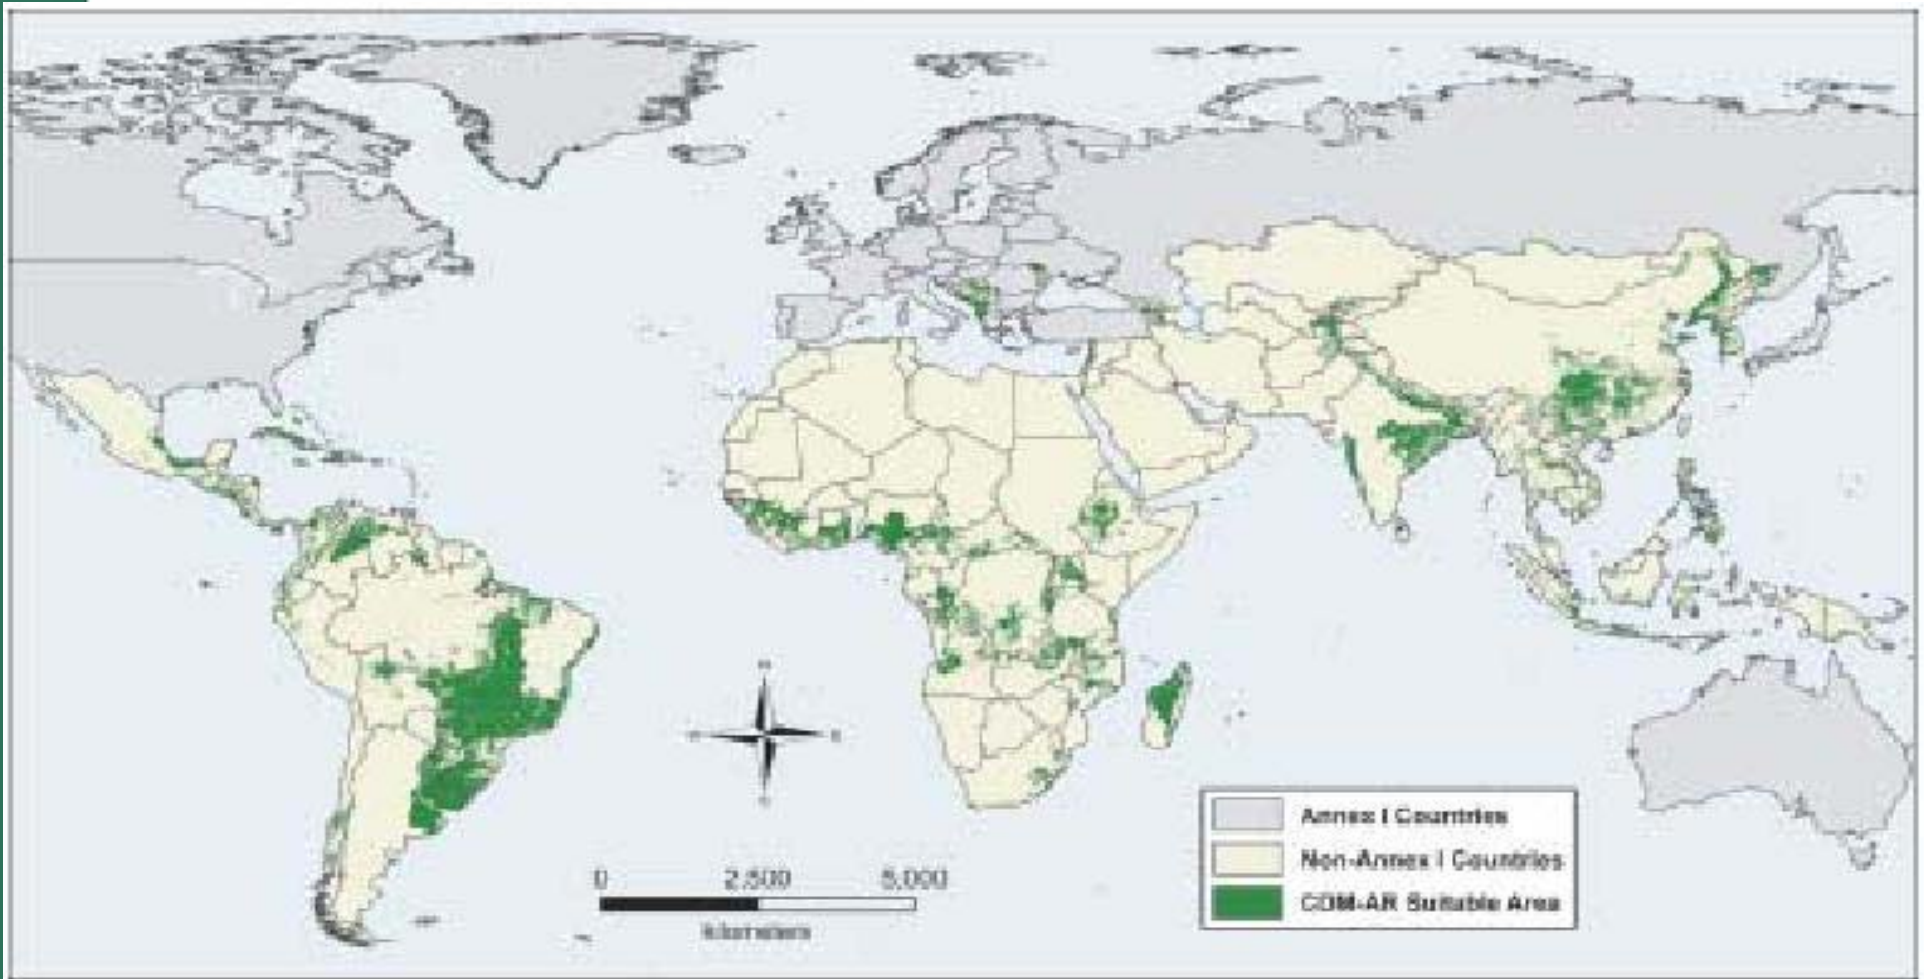 0 2,500 5,000
kilometers
Annex I Countries
Non-Annex I Countries
CDM-AR Suitable Area